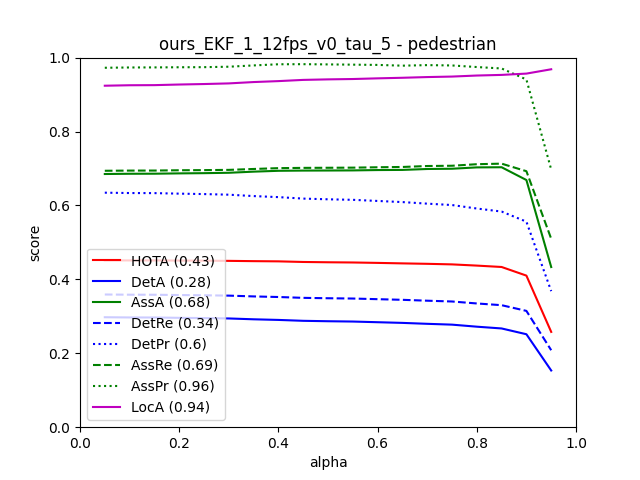 ours_EKF_1_12fps_v0_tau_5 - pedestrian
1.0
0.8
0.6
0.4
0.2
0.0
score
HOTA (0.43)
DetA (0.28)
AssA (0.68)
DetRe (0.34)
DetPr (0.6)
AssRe (0.69)
AssPr (0.96)
LocA (0.94)
0.0 0.2 0.4 0.6 0.8 1.0
alpha